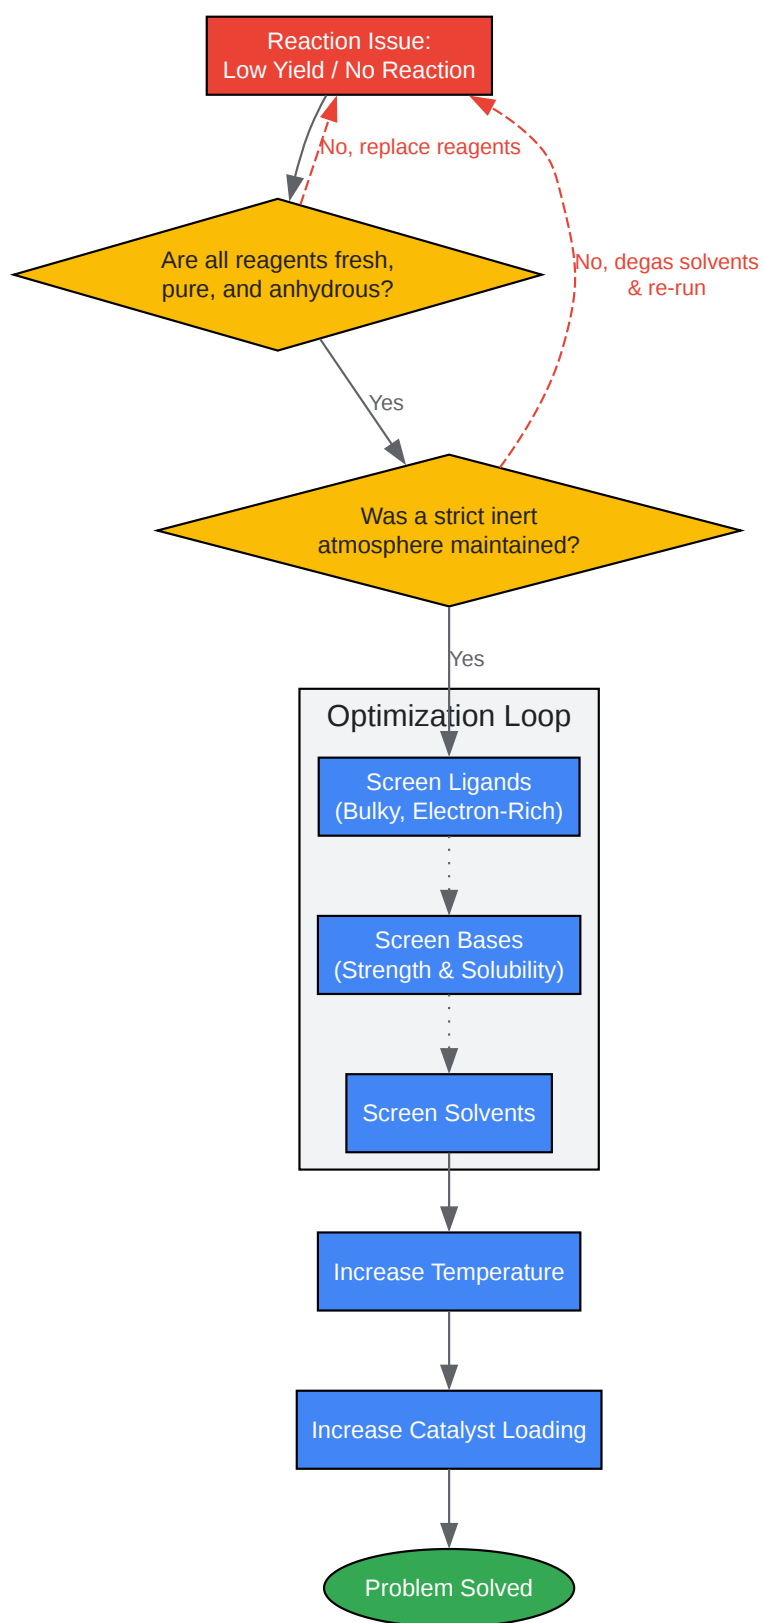 Reaction Issue:
Low Yield / No Reaction
No, replace reagents
Are all reagents fresh,
pure, and anhydrous?
No, degas solvents
& re-run
Yes
Was a strict inert
atmosphere maintained?
Yes
Optimization Loop
Screen Ligands
(Bulky, Electron-Rich)
Screen Bases
(Strength & Solubility)
Screen Solvents
Increase Temperature
Increase Catalyst Loading
Problem Solved